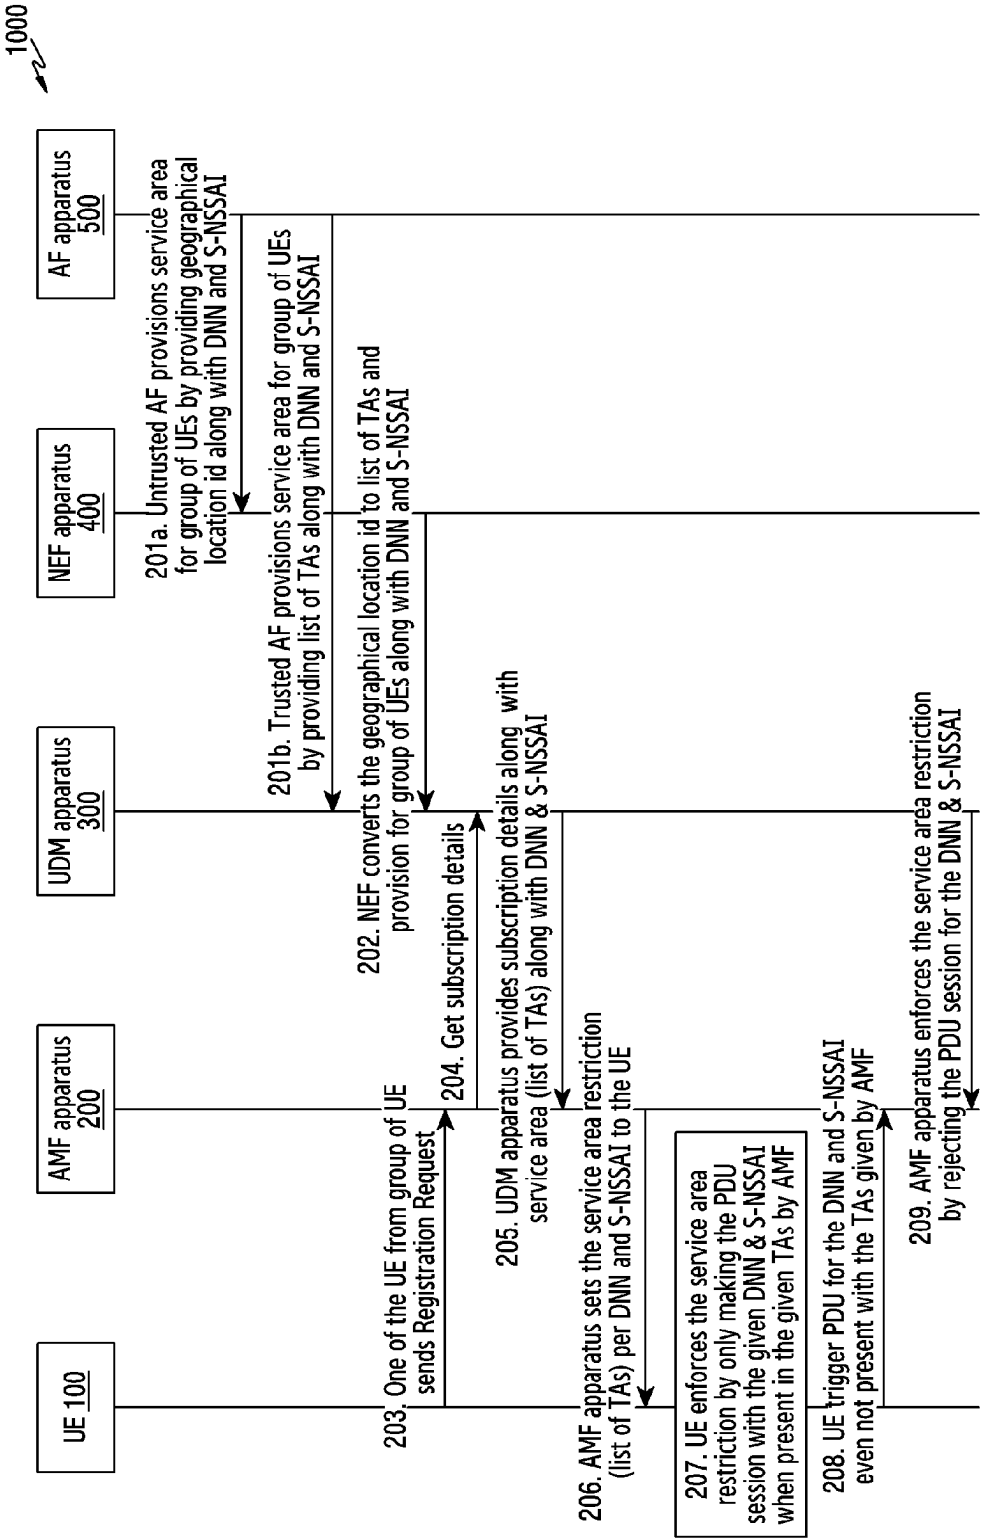 1000
UE 100
AMF apparatus
200
UDM apparatus
300
NEF apparatus
400
AF apparatus
500
201a. Untrusted AF provisions service area
for group of UEs by providing geographical
location id along with DNN and S-NSSAI
201b. Trusted AF provisions service area for group of UEs
by providing list of TAs along with DNN and S-NSSAI
202. NEF converts the geographical location id to list of TAs and
provision for group of UEs along with DNN and S-NSSAI
203. One of the UE from group of UE
sends Registration Request
204. Get subscription details
205. UDM apparatus provides subscription details along with
service area (list of TAs) along with DNN & S-NSSAI
206. AMF apparatus sets the service area restriction
(list of TAs) per DNN and S-NSSAI to the UE
207. UE enforces the service area
restriction by only making the PDU
session with the given DNN & S-NSSAI
when present in the given TAs by AMF
208. UE trigger PDU for the DNN and S-NSSAI
even not present with the TAs given by AMF
209. AMF apparatus enforces the service area restriction
by rejecting the PDU session for the DNN & S-NSSAI